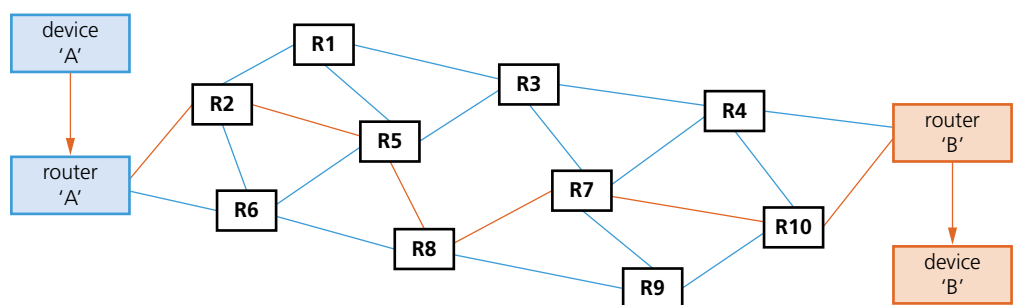 device
‘A’
R1
R3
R4
R2
router
‘B’
R5
router
‘A’
R7
R6
R10
R8
device
‘B’
R9